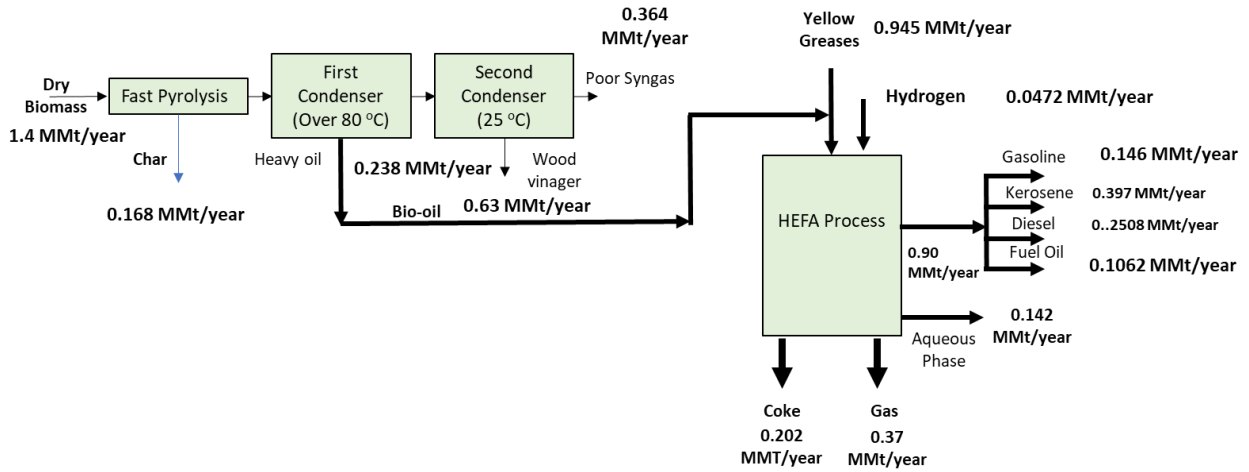 0.364
MMt/year
Yellow
Greases
0.945 MMt/year
Dry
Biomass
1.4 MMt/year
Fast Pyrolysis
First
Condenser
(Over 80 °C)
Second
Condenser
(25 °C)
Poor Syngas
Hydrogen
0.0472 MMt/year
Char
0.168 MMt/year
Heavy oil
0.238 MMt/year
Wood
vinager
Bio-oil
0.63 MMt/year
HEFA Process
0.90
MMt/year
Gasoline
0.146 MMt/year
Kerosene
0.397 MMt/year
Diesel
0..2508 MMt/year
Fuel Oil
0.1062 MMt/year
Aqueous
Phase
0.142
MMt/year
Coke
0.202
MMT/year
Gas
0.37
MMt/year